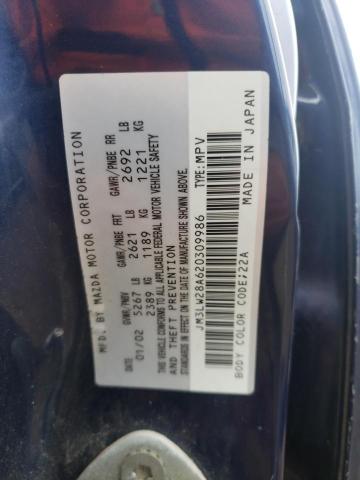 MFD. BY MAZDA MOTOR CORPORATION
GVWR/PNBV GAWR/PNBE FRT GAWR/PNBE RR
01/02 5267 LB 2621 LB 2692 LB
2389 KG 1189 KG 1221 KG
THIS VEHICLE CONFORMS TO ALL APPLICABLE FEDERAL MOTOR VEHICLE SAFETY
AND THEFT PREVENTION STANDARDS IN EFFECT ON THE DATE OF MANUFACTURE SHOWN ABOVE.
JM3LW28A620309986 TYPE:MPV
BODY COLOR CODE:22A MADE IN JAPAN